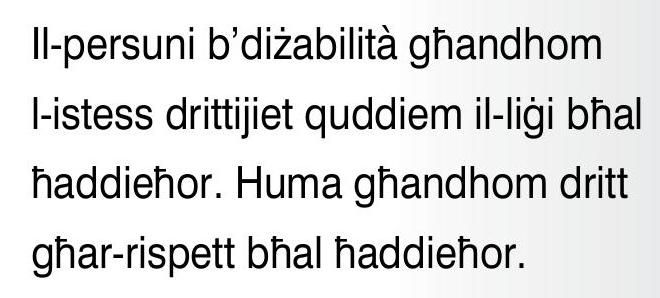 Il-persuni b’diżabilità għandhom
l-istess drittijiet quddiem il-liġi bħal
ħaddieħor. Huma għandhom dritt
għar-rispett bħal ħaddieħor.